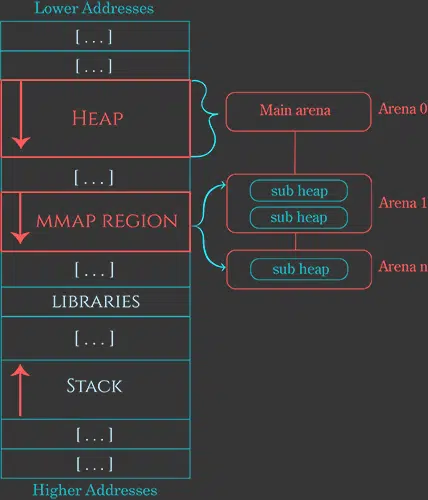 Lower Addresses
[...]
[...]
HEAP
[...]
MMAP REGION
[...]
LIBRARIES
[...]
STACK
[...]
[...]
Higher Addresses
Main arena
Arena 0
sub heap
sub heap
Arena 1
sub heap
Arena n